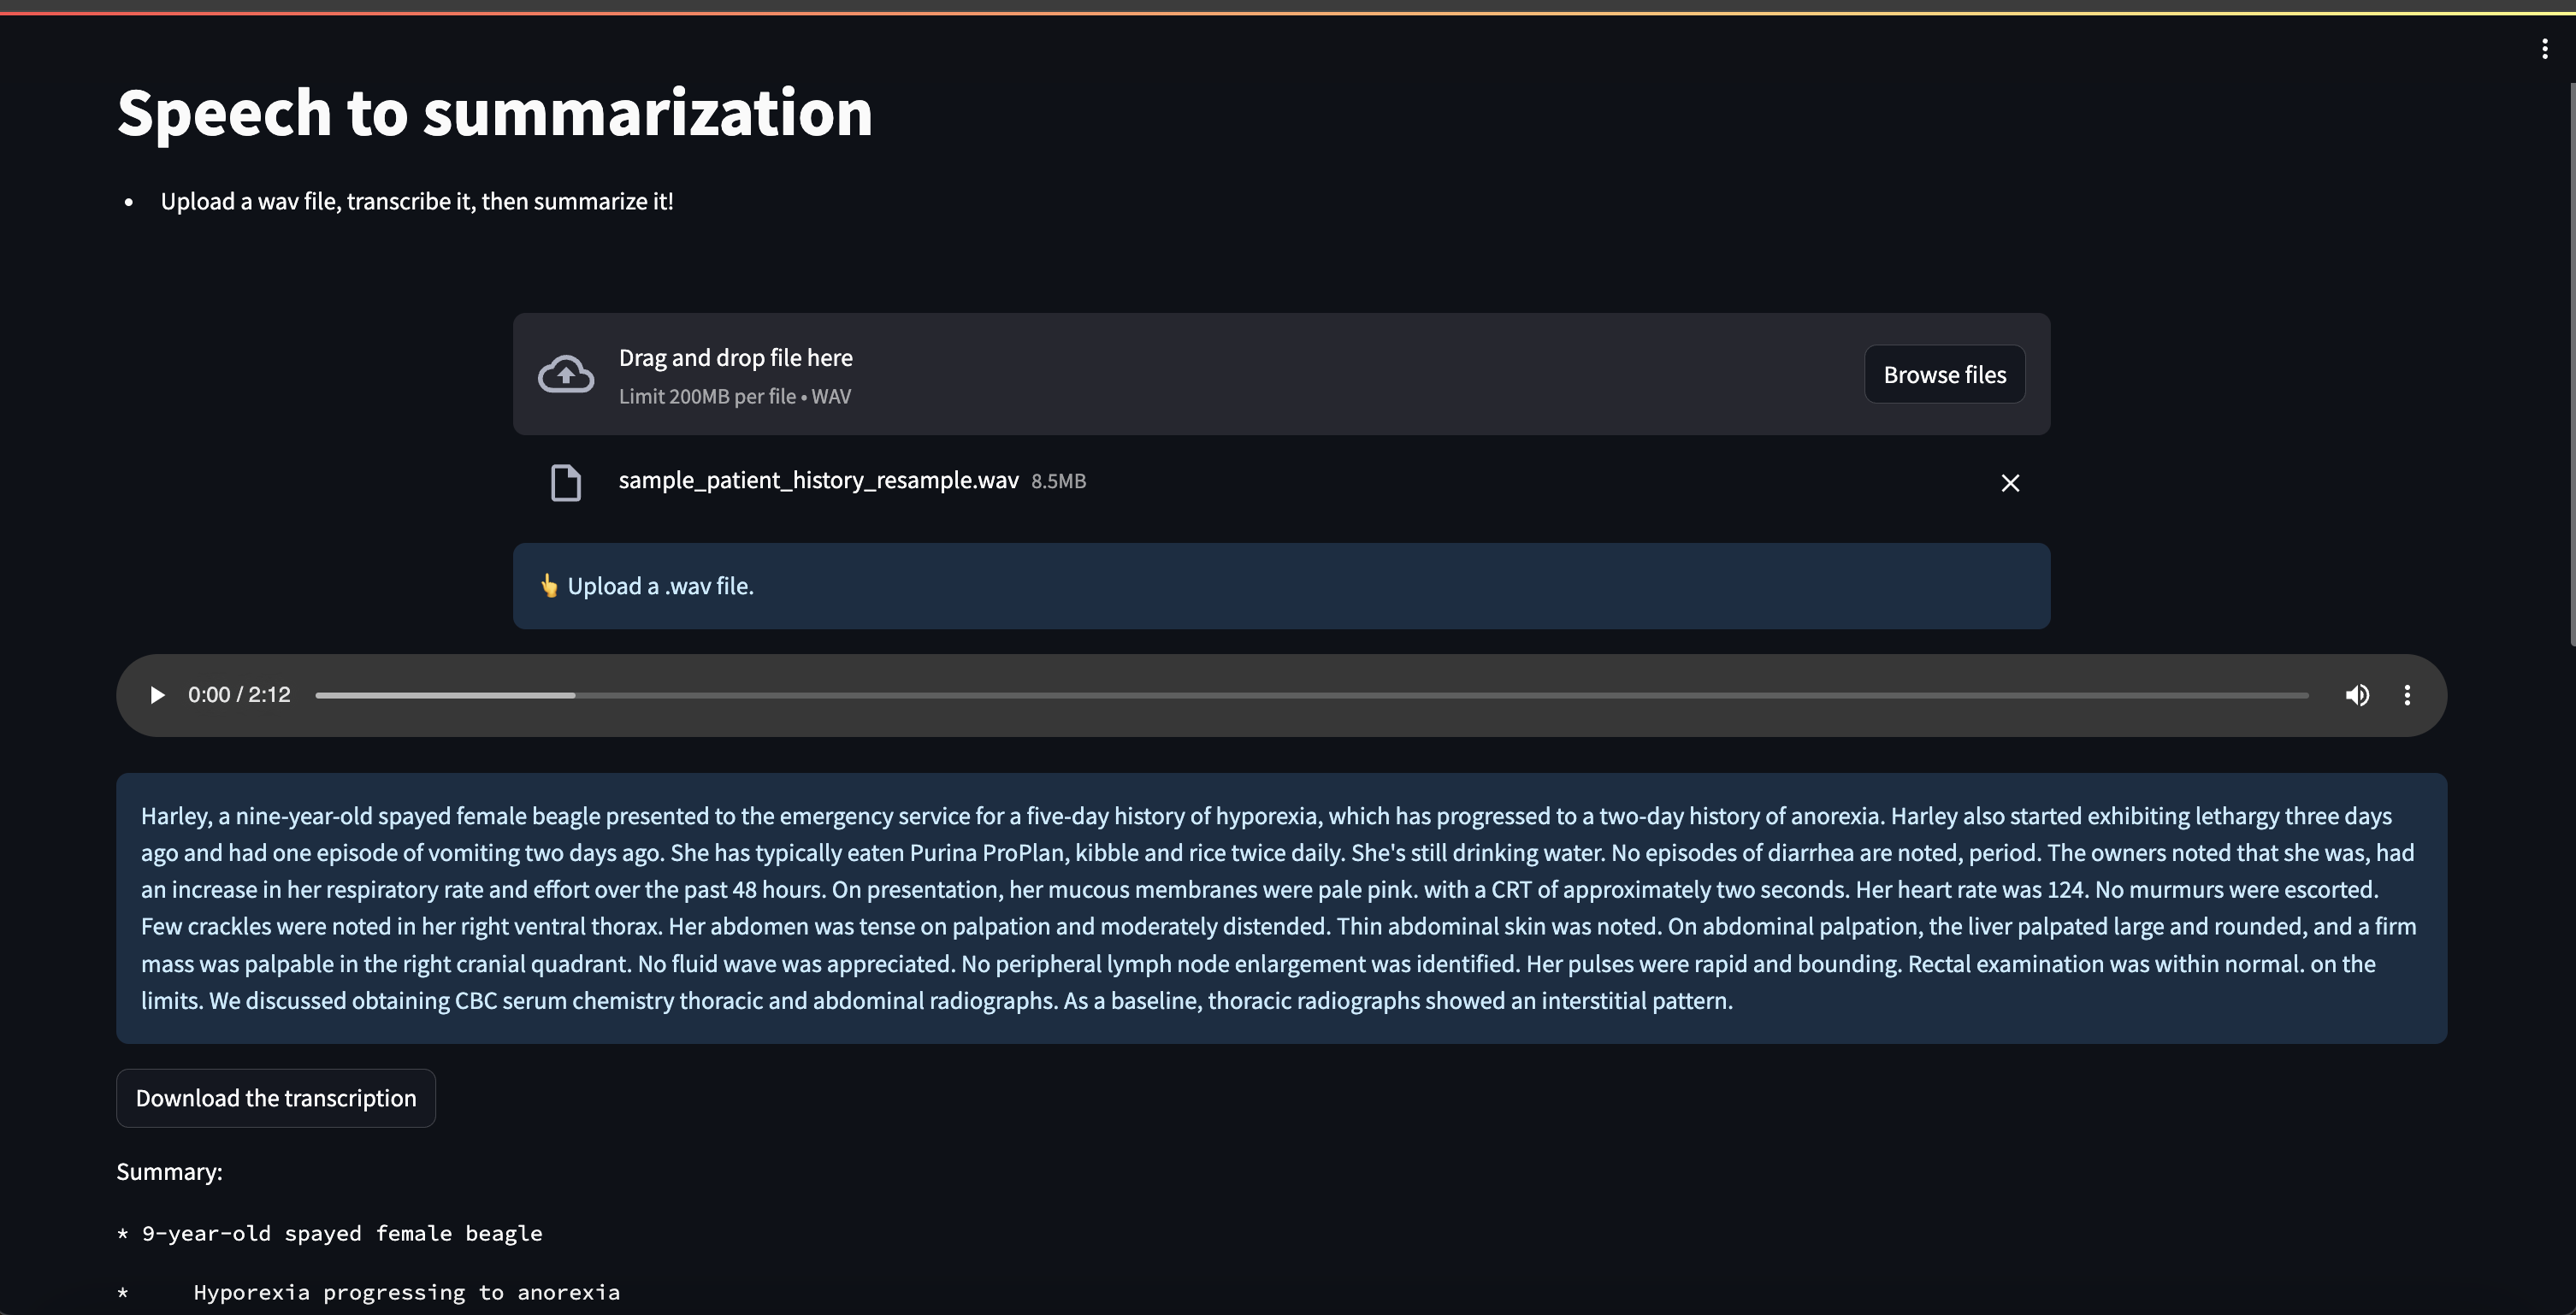 Speech to summarization
• Upload a wav file, transcribe it, then summarize it!
Drag and drop file here
Limit 200MB per file • WAV
Browse files
sample_patient_history_resample.wav 8.5MB
👆 Upload a .wav file.
0:00 / 2:12
Harley, a nine-year-old spayed female beagle presented to the emergency service for a five-day history of hyporexia, which has progressed to a two-day history of anorexia. Harley also started exhibiting lethargy three days
ago and had one episode of vomiting two days ago. She has typically eaten Purina ProPlan, kibble and rice twice daily. She's still drinking water. No episodes of diarrhea are noted, period. The owners noted that she was, had
an increase in her respiratory rate and effort over the past 48 hours. On presentation, her mucous membranes were pale pink. with a CRT of approximately two seconds. Her heart rate was 124. No murmurs were escorted.
Few crackles were noted in her right ventral thorax. Her abdomen was tense on palpation and moderately distended. Thin abdominal skin was noted. On abdominal palpation, the liver palpated large and rounded, and a firm
mass was palpable in the right cranial quadrant. No fluid wave was appreciated. No peripheral lymph node enlargement was identified. Her pulses were rapid and bounding. Rectal examination was within normal. on the
limits. We discussed obtaining CBC serum chemistry thoracic and abdominal radiographs. As a baseline, thoracic radiographs showed an interstitial pattern.
Download the transcription
Summary:
* 9-year-old spayed female beagle
* Hyporexia progressing to anorexia